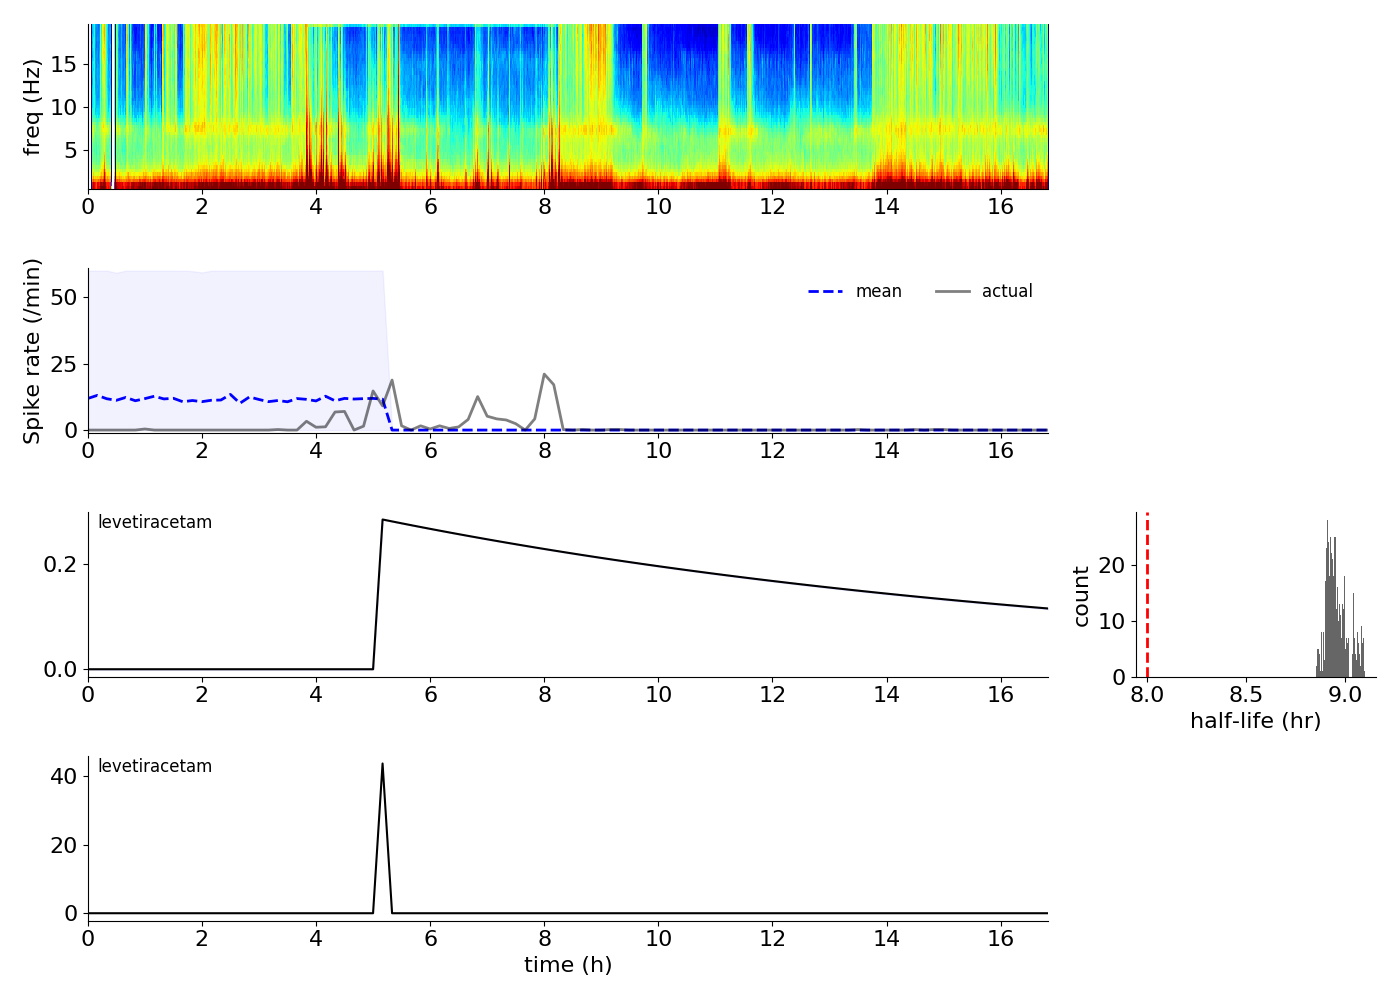 freq (Hz)
15
10
5
0 2 4 6 8 10 12 14 16
Spike rate (/min)
50
25
0
mean actual
0 2 4 6 8 10 12 14 16
levetiracetam
0.2
0.0
0 2 4 6 8 10 12 14 16
count
20
10
0
8.0 8.5 9.0
half-life (hr)
levetiracetam
40
20
0
0 2 4 6 8 10 12 14 16
time (h)